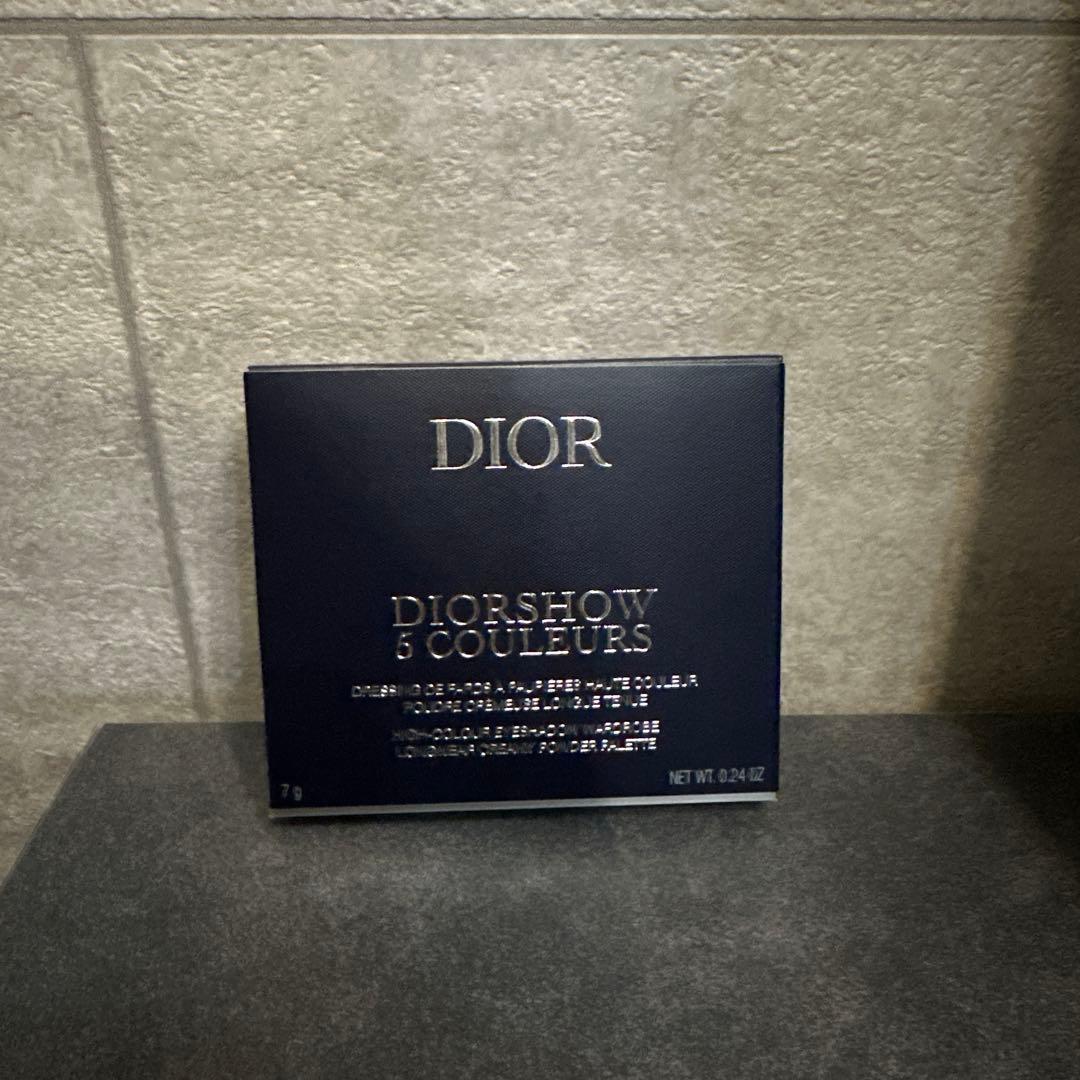 DIOR
DIORSHOW
5 COULEURS
DRESSING DE FARDS À PAUPIÈRES HAUTE COULEUR
POUDRE CRÉMEUSE LONGUE TENUE
HIGH-COLOUR EYESHADOW WARDROBE
LONGWEAR CREAMY POWDER PALETTE
7 g
NET WT. 0.24 OZ